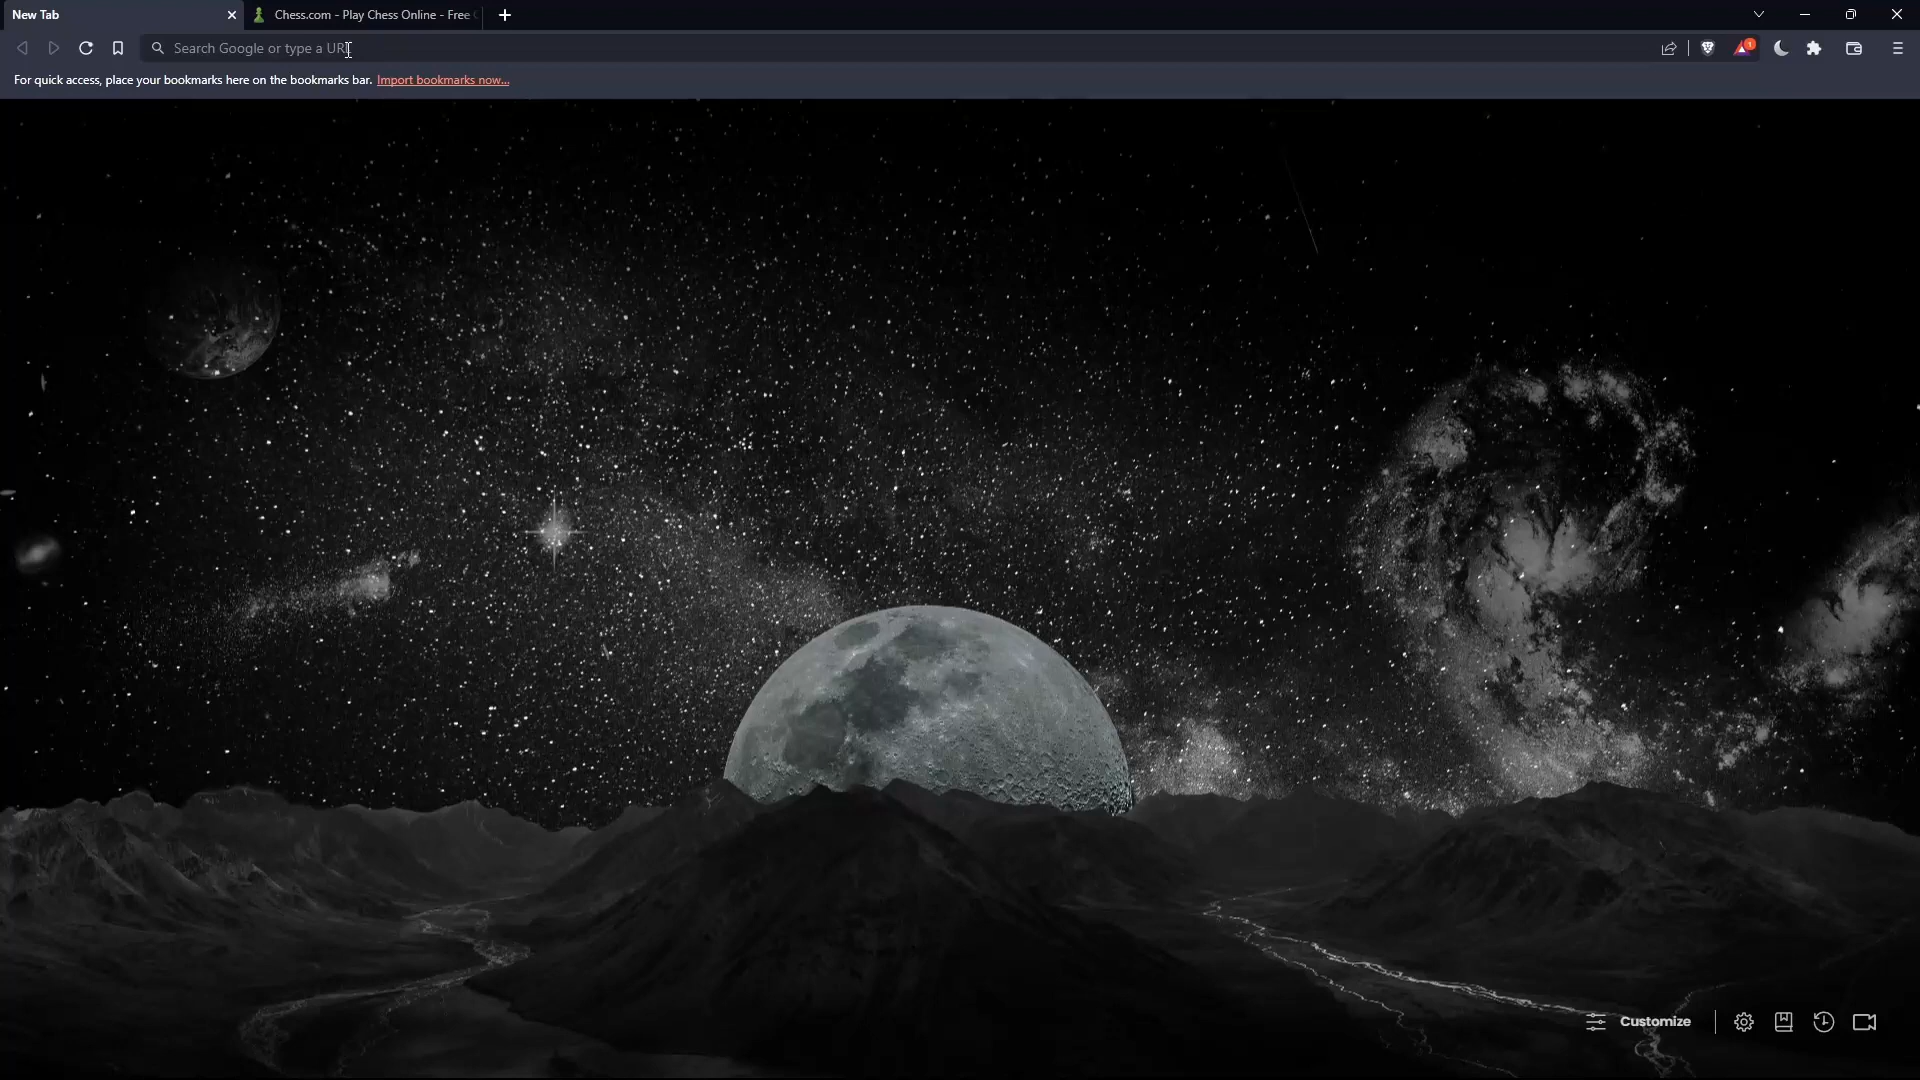 New Tab
Chess.com - Play Chess Online - Free
Search Google or type a URL
For quick access, place your bookmarks here on the bookmarks bar. Import bookmarks now...
1
Customize